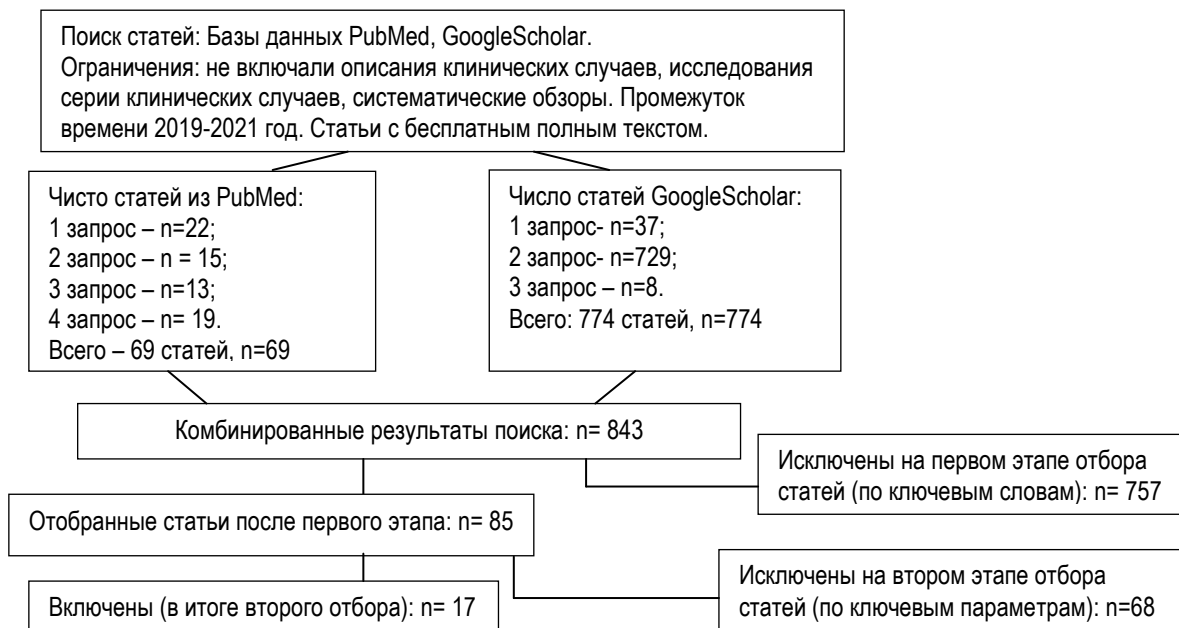 Поиск статей: Базы данных PubMed, GoogleScholar.
Ограничения: не включали описания клинических случаев, исследования
серии клинических случаев, систематические обзоры. Промежуток
времени 2019-2021 год. Статьи с бесплатным полным текстом.
Чисто статей из PubMed:
1 запрос – n=22;
2 запрос – n = 15;
3 запрос – n=13;
4 запрос – n= 19.
Всего – 69 статей, n=69
Число статей GoogleScholar:
1 запрос- n=37;
2 запрос- n=729;
3 запрос – n=8.
Всего: 774 статей, n=774
Комбинированные результаты поиска: n= 843
Исключены на первом этапе отбора
статей (по ключевым словам): n= 757
Отобранные статьи после первого этапа: n= 85
Исключены на втором этапе отбора
статей (по ключевым параметрам): n=68
Включены (в итоге второго отбора): n= 17